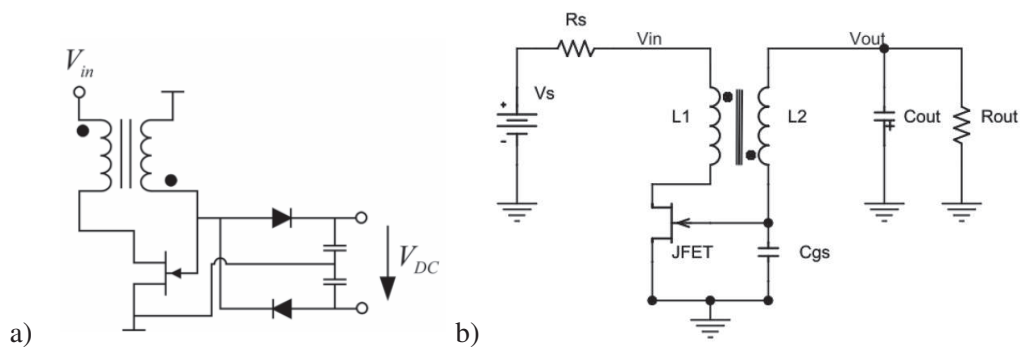 V_in
V_DC
a)
Rs
Vin
Vout
+
Vs
-
L1
L2
Cout
+
Rout
JFET
Cgs
b)